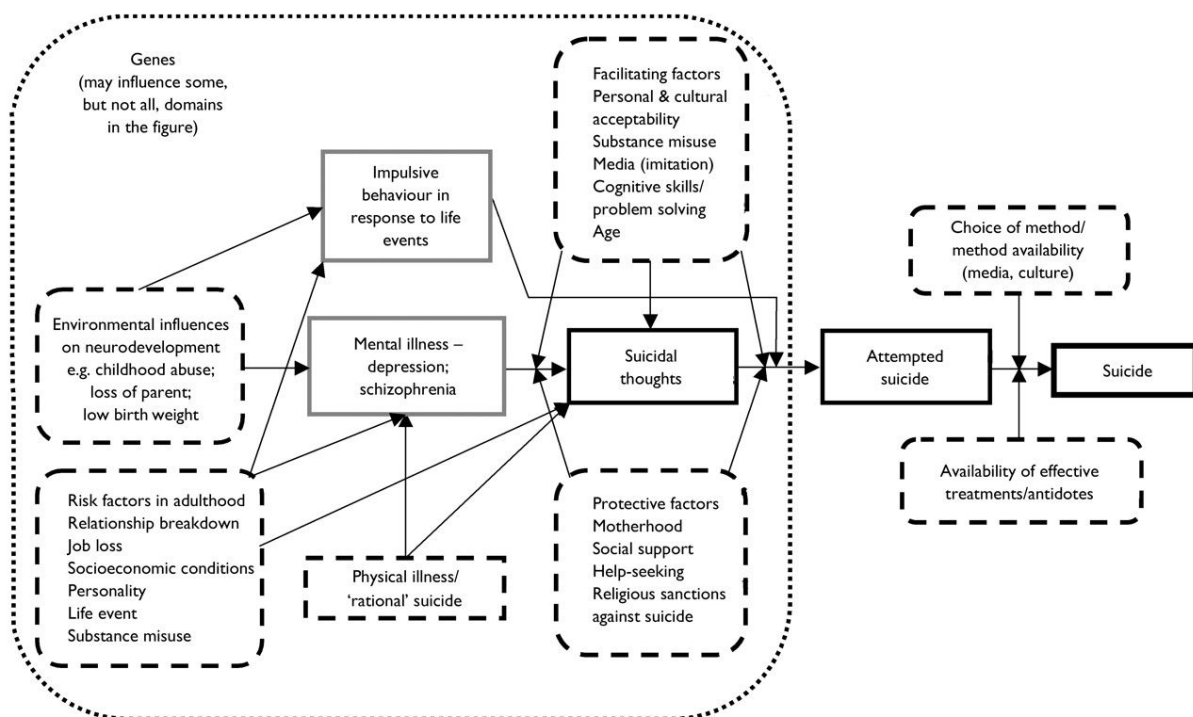 Genes
(may influence some,
but not all, domains
in the figure)
Facilitating factors
Personal & cultural
acceptability
Substance misuse
Media (imitation)
Cognitive skills/
problem solving
Age
Impulsive
behaviour in
response to life
events
Choice of method/
method availability
(media, culture)
Environmental influences
on neurodevelopment
e.g. childhood abuse;
loss of parent;
low birth weight
Mental illness –
depression;
schizophrenia
Suicidal
thoughts
Attempted
suicide
Suicide
Risk factors in adulthood
Relationship breakdown
Job loss
Socioeconomic conditions
Personality
Life event
Substance misuse
Physical illness/
‘rational’ suicide
Protective factors
Motherhood
Social support
Help-seeking
Religious sanctions
against suicide
Availability of effective
treatments/antidotes